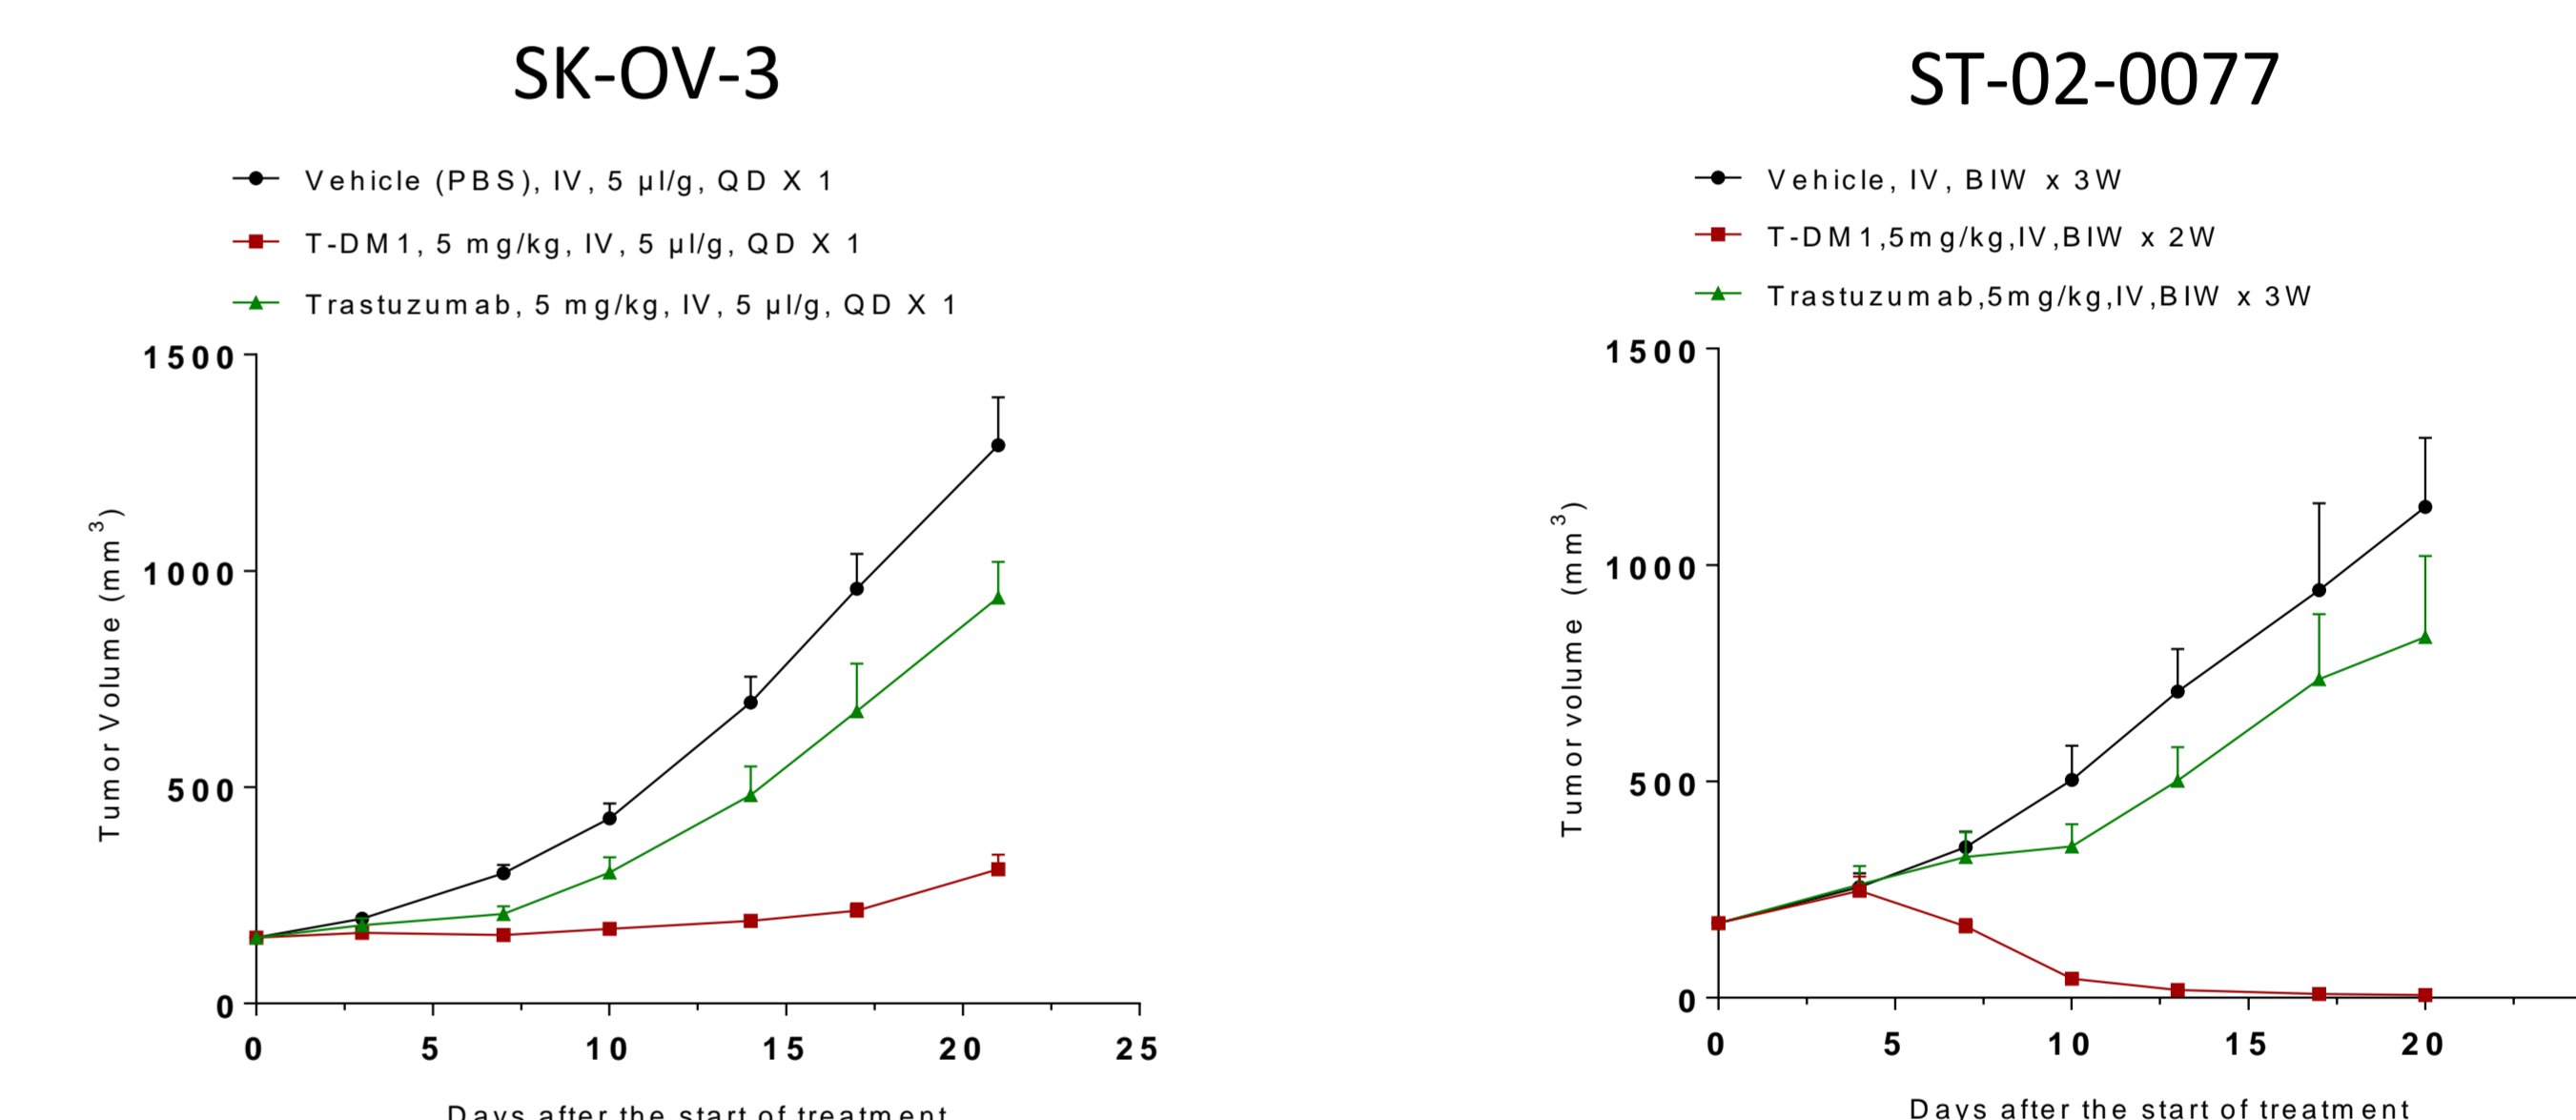 SK-OV-3
Vehicle (PBS), IV, 5 µl/g, QD X 1
T-DM1, 5 mg/kg, IV, 5 µl/g, QD X 1
Trastuzumab, 5 mg/kg, IV, 5 µl/g, QD X 1
1500
1000
500
0
Tumor Volume (mm³)
0 5 10 15 20 25
Days after the start of treatment
ST-02-0077
Vehicle, IV, BIW x 3W
T-DM1,5mg/kg,IV,BIW x 2W
Trastuzumab,5mg/kg,IV,BIW x 3W
1500
1000
500
0
Tumor volume (mm³)
0 5 10 15 20
Days after the start of treatment